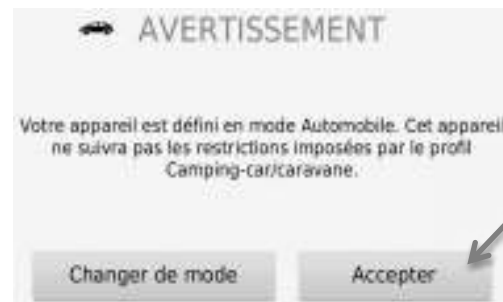 AVERTISSEMENT
Votre appareil est défini en mode Automobile. Cet appareil
ne suivra pas les restrictions imposées par le profil
Camping-car/caravane.
Changer de mode
Accepter